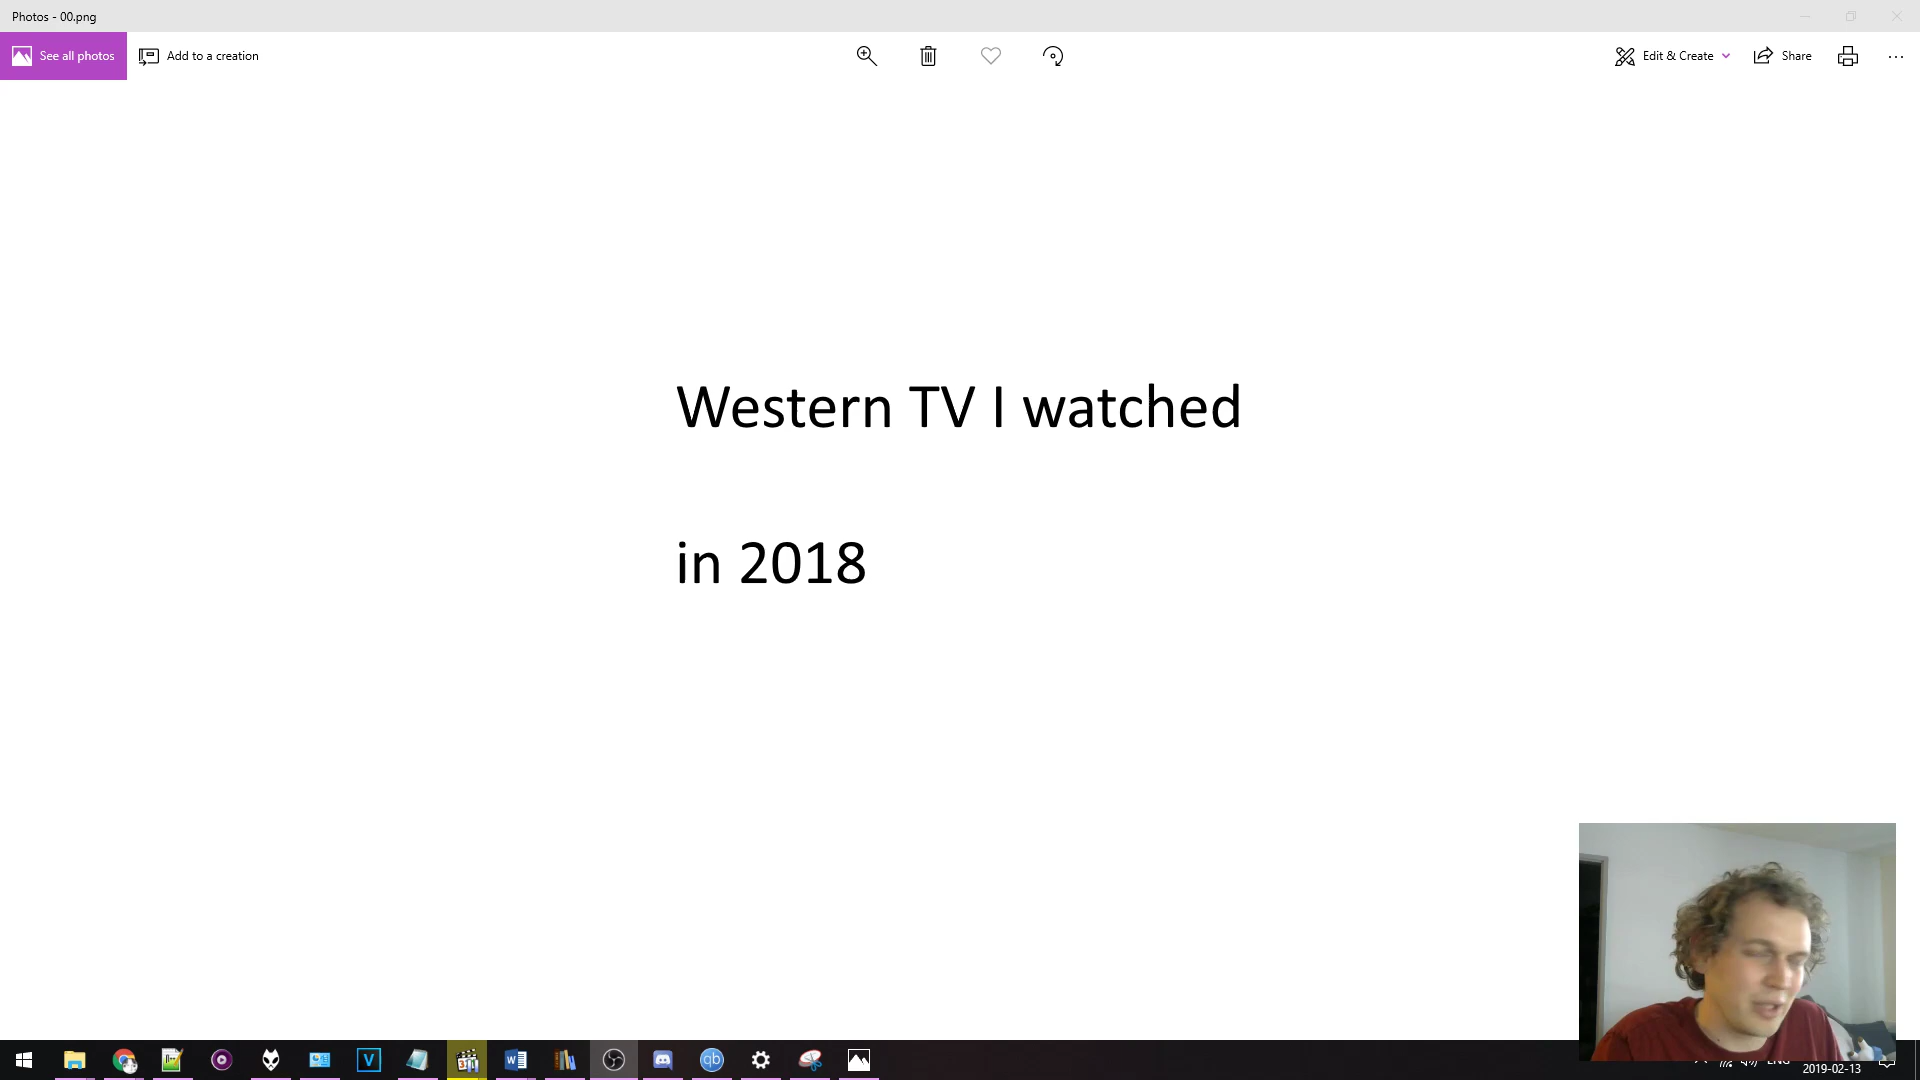 Photos - 00.png
See all photos
Add to a creation
Edit & Create
Share
Western TV I watched
in 2018
2019-02-13